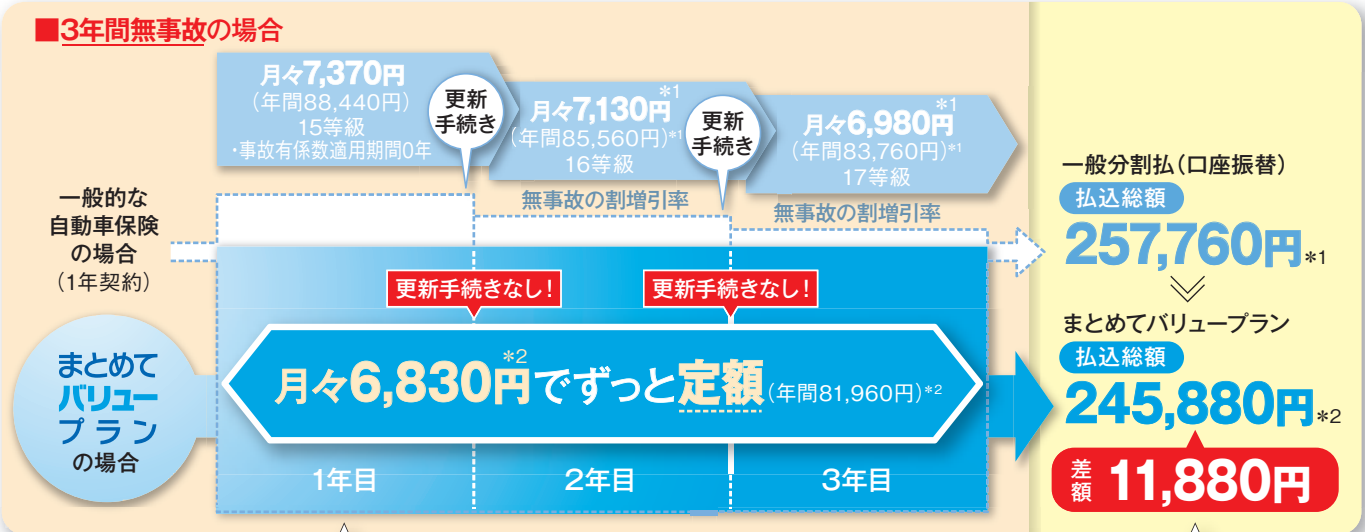 ■3年間無事故の場合
月々7,370円
（年間88,440円）
15等級
・事故有係数適用期間0年
更新
手続き
月々7,130円*1
（年間85,560円）*1
16等級
更新
手続き
月々6,980円*1
（年間83,760円）*1
17等級
無事故の割増引率
無事故の割増引率
一般的な
自動車保険
の場合
（1年契約）
更新手続きなし！
更新手続きなし！
まとめて
バリュー
プラン
の場合
月々6,830円*2でずっと定額（年間81,960円）*2
1年目
2年目
3年目
一般分割払（口座振替）
払込総額
257,760円*1
まとめてバリュープラン
払込総額
245,880円*2
差額 11,880円